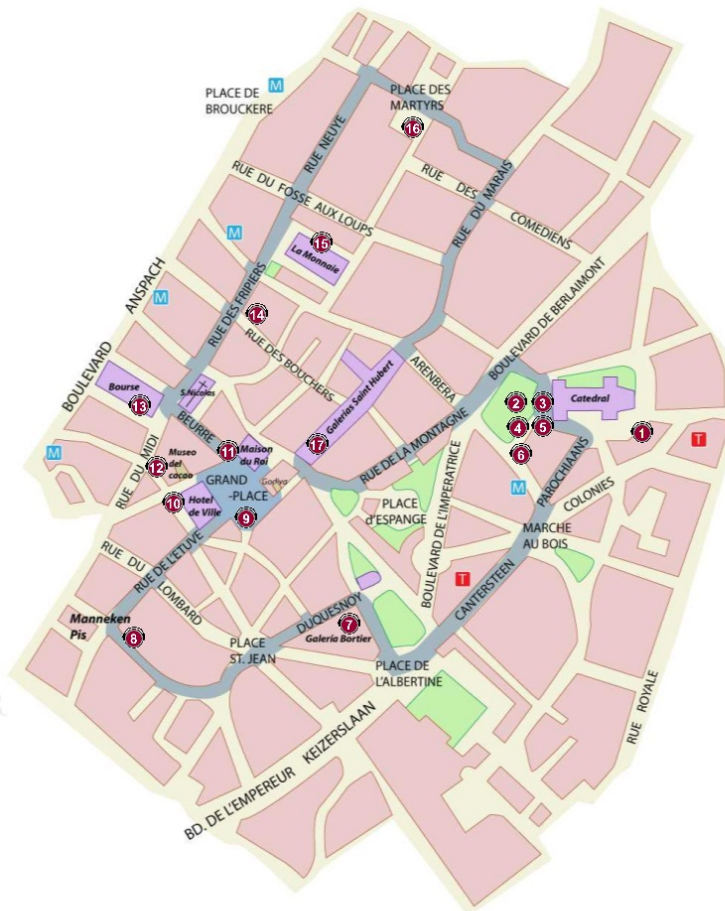 M
PLACE DE
BROUCKERE
PLACE DES
MARTYRS
16
RUE NEUYE
RUE DU MARAIS
RUE DES COMEDIENS
RUE DU FOSSE AUX LOUPS
M
15
La Monnaie
M
ANSPACH
BOULEVARD
RUE DES FRIPIERS
14
RUE DES BOUCHERS
BOULEVARD DE BERLAIMONT
ARENBERA
Galerias Saint Hubert
17
Bourse
13
S.Nicolas
2
3
4
5
6
Catedral
1
T
M
RUE DU MIDI
BEURRE
11
Maison
du Roi
12
Museo
del
cacao
GRAND
-PLACE
Godiva
10
Hotel
de Ville
9
RUE DE LA MONTAGNE
PLACE
d'ESPANGE
BOULEVARD DE L'IMPERATRICE
M
PAROCHIAANS
COLONIES
MARCHE
AU BOIS
CANTERSTEEN
T
RUE DE L'ETUVE
RUE DU LOMBARD
Manneken
Pis
8
PLACE
ST. JEAN
DUQUESNOY
7
Galería Bortier
PLACE DE
L'ALBERTINE
BD. DE L'EMPEREUR KEIZERSLAAN
RUE ROYALE